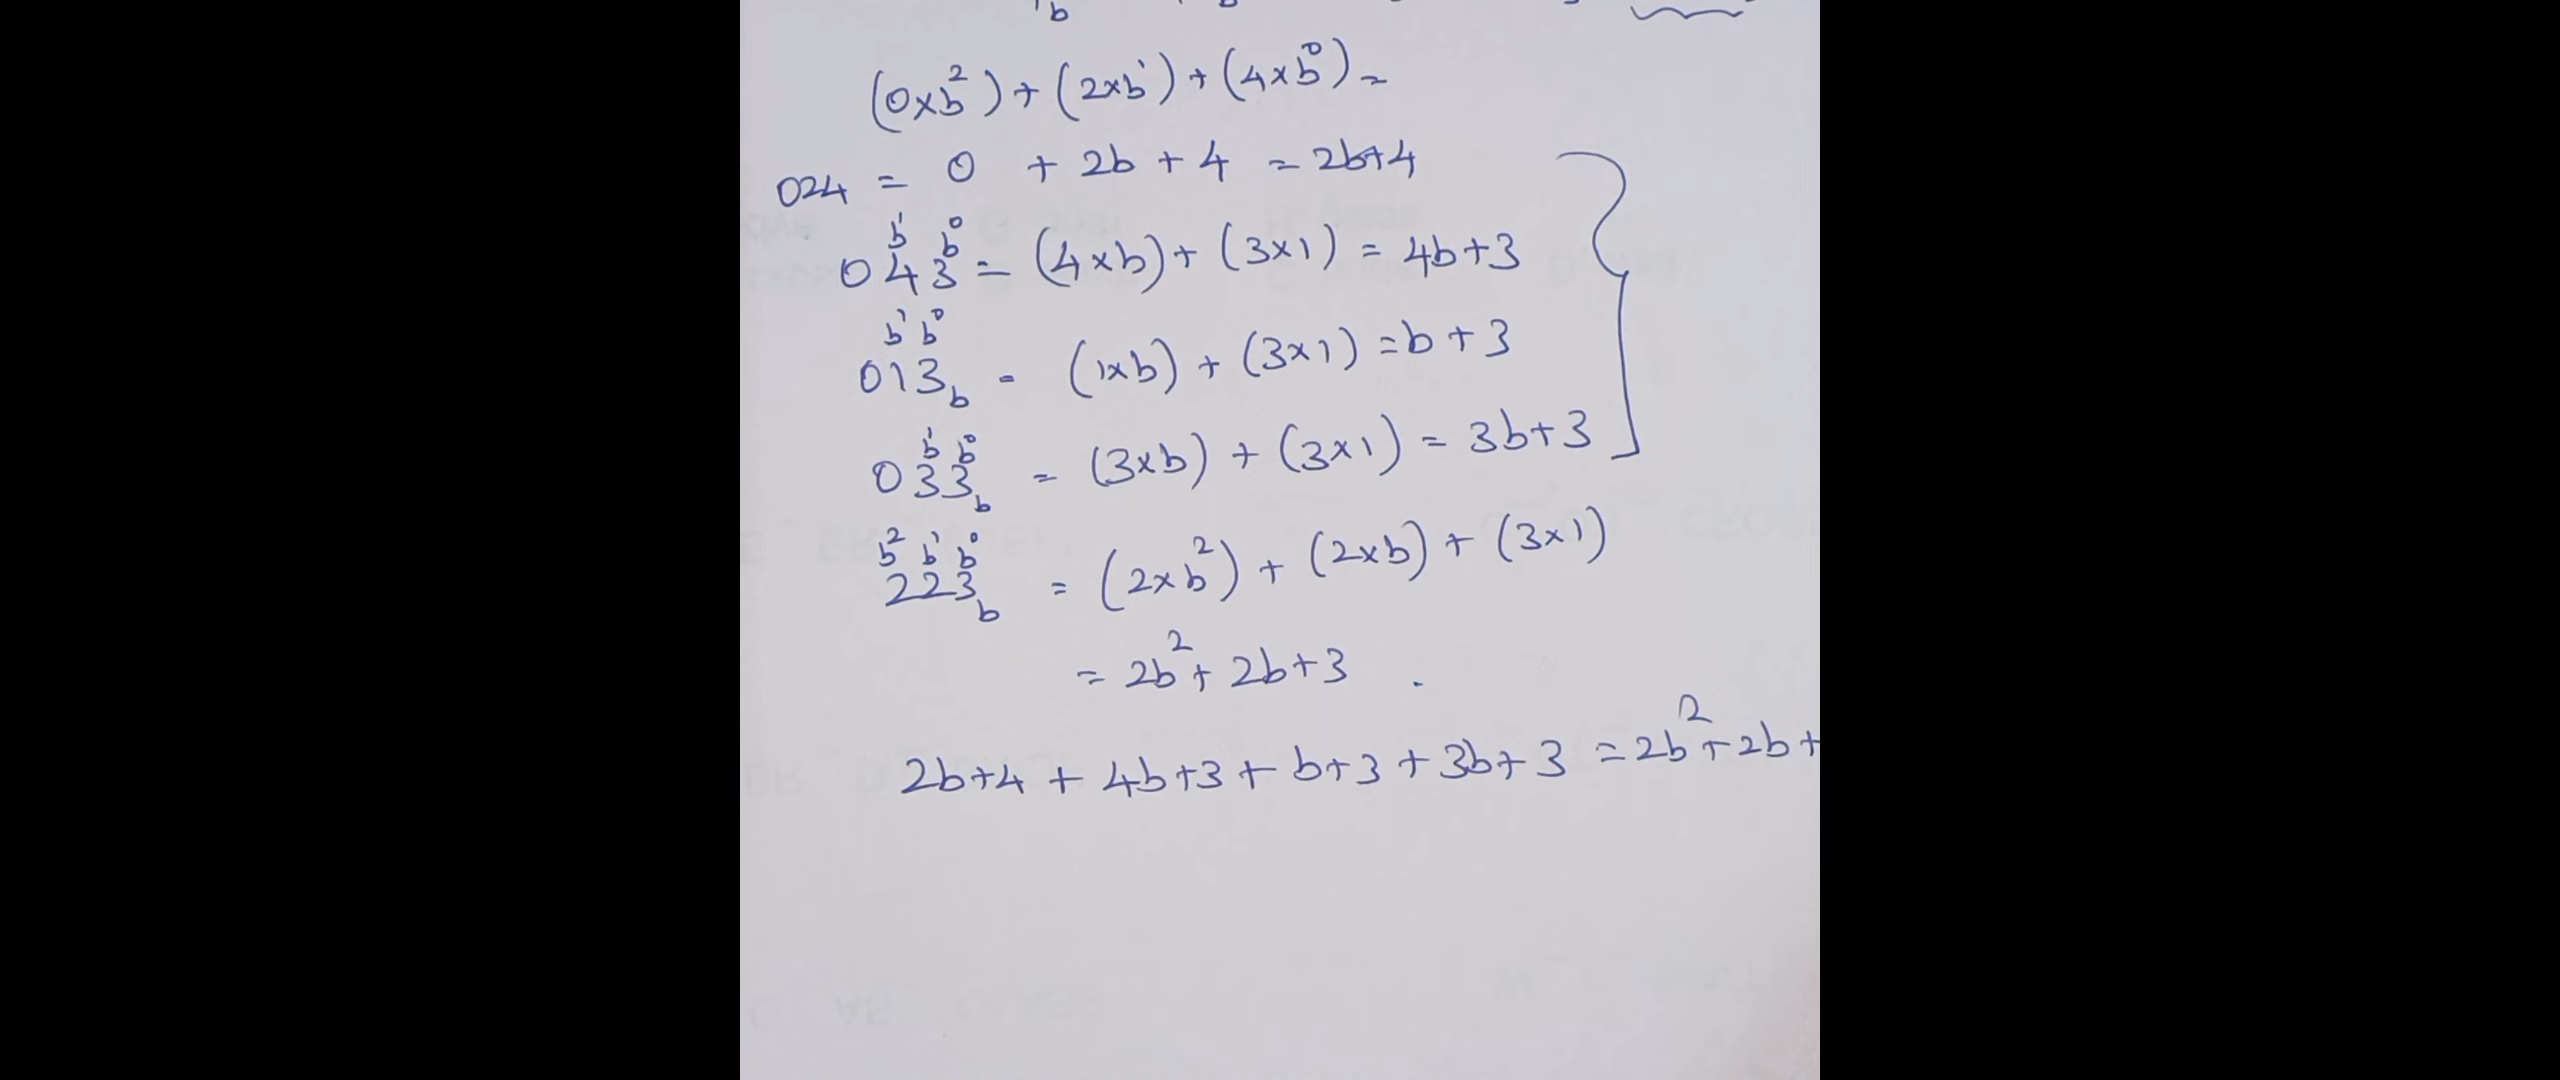 (0×b²) + (2×b¹) + (4×b⁰) =
024 = 0 + 2b + 4 = 2b+4
b¹ b⁰
043 = (4×b) + (3×1) = 4b+3
b¹ b⁰
013b = (1×b) + (3×1) = b+3
b¹ b⁰
033b = (3×b) + (3×1) = 3b+3
b² b¹ b⁰
223b = (2×b²) + (2×b) + (3×1)
= 2b² + 2b+3
2b+4 + 4b+3 + b+3 + 3b+3 = 2b²+2b+